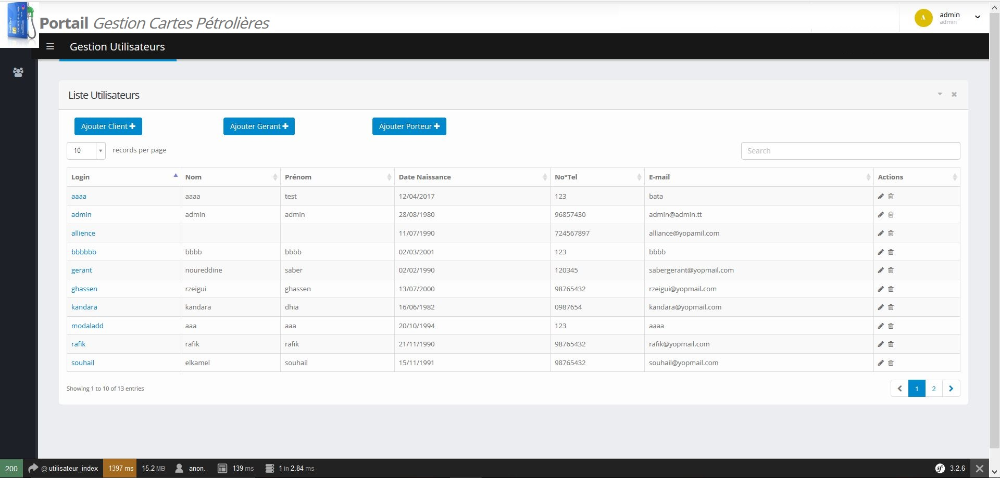 Portail Gestion Cartes Pétrolières
A
admin
admin
Gestion Utilisateurs
Liste Utilisateurs
Ajouter Client
Ajouter Gerant
Ajouter Porteur
10 records per page
Search
Login Nom Prénom Date Naissance No°Tel E-mail Actions
aaaa aaaa test 12/04/2017 123 bata
admin admin admin 28/08/1980 96857430 admin@admin.tt
allience 11/07/1990 724567897 alliance@yopamil.com
bbbbbb bbbb bbbb 02/03/2001 123 bbbb
gerant noureddine saber 02/02/1990 120345 sabergerant@yopmail.com
ghassen rzeigui ghassen 13/07/2000 98765432 rzeigui@yopmail.com
kandara kandara dhia 16/06/1982 0987654 kandara@yopmail.com
modaladd aaa aaa 20/10/1994 123 aaaa
rafik rafik rafik 21/11/1990 98765432 rafik@yopmail.com
souhail elkamel souhail 15/11/1991 98765432 souhail@yopmail.com
Showing 1 to 10 of 13 entries
1 2
200 @ utilisateur_index 1397 ms 15.2 MB anon. 139 ms 1 in 2.84 ms sf 3.2.6